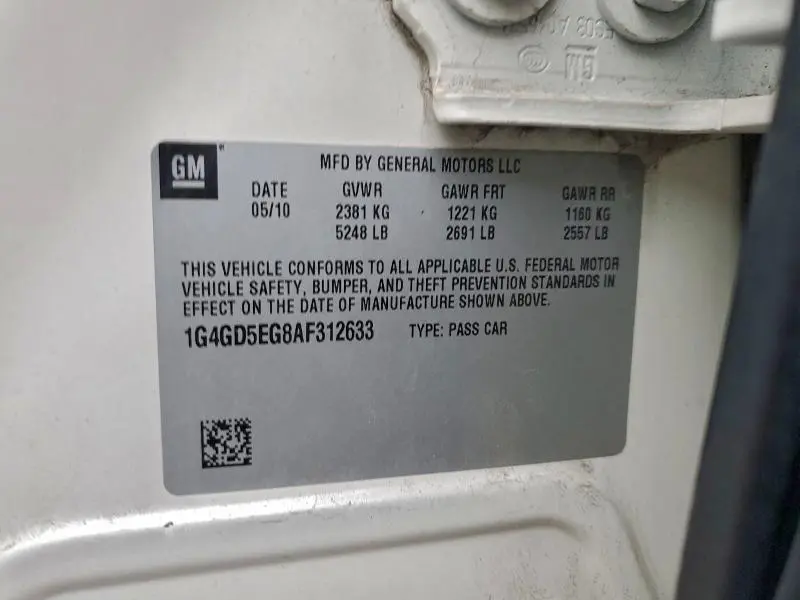 GM
GM
MFD BY GENERAL MOTORS LLC
DATE GVWR GAWR FRT GAWR RR
05/10 2381 KG 1221 KG 1160 KG
5248 LB 2691 LB 2557 LB
THIS VEHICLE CONFORMS TO ALL APPLICABLE U.S. FEDERAL MOTOR
VEHICLE SAFETY, BUMPER, AND THEFT PREVENTION STANDARDS IN
EFFECT ON THE DATE OF MANUFACTURE SHOWN ABOVE.
1G4GD5EG8AF312633 TYPE: PASS CAR